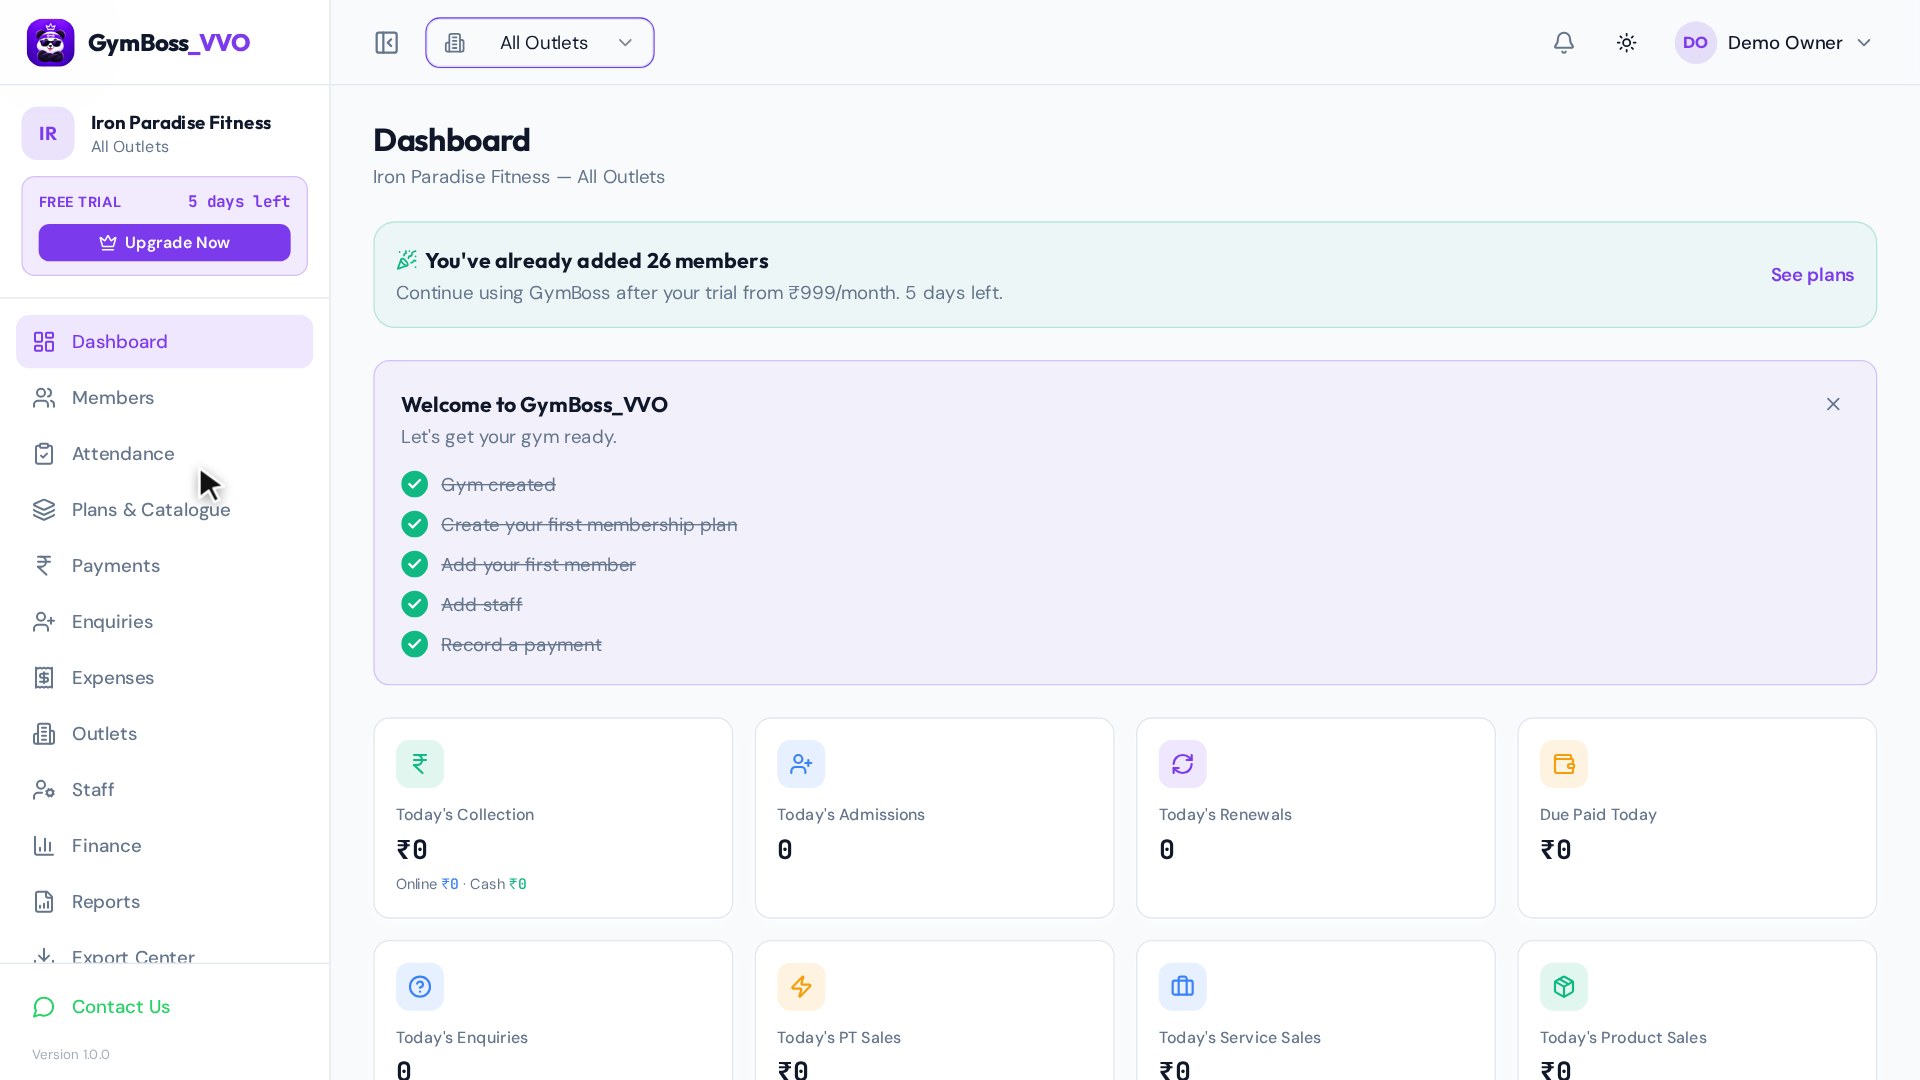 GymBoss_VVO
All Outlets
DO
Demo Owner
IR
Iron Paradise Fitness
All Outlets
FREE TRIAL
5 days left
Upgrade Now
Dashboard
Members
Attendance
Plans & Catalogue
Payments
Enquiries
Expenses
Outlets
Staff
Finance
Reports
Export Center
Contact Us
Version 1.0.0
Dashboard
Iron Paradise Fitness — All Outlets
You've already added 26 members
Continue using GymBoss after your trial from ₹999/month. 5 days left.
See plans
Welcome to GymBoss_VVO
Let's get your gym ready.
Gym created
Create your first membership plan
Add your first member
Add staff
Record a payment
Today's Collection
₹0
Online ₹0 · Cash ₹0
Today's Admissions
0
Today's Renewals
0
Due Paid Today
₹0
Today's Enquiries
0
Today's PT Sales
₹0
Today's Service Sales
₹0
Today's Product Sales
₹0